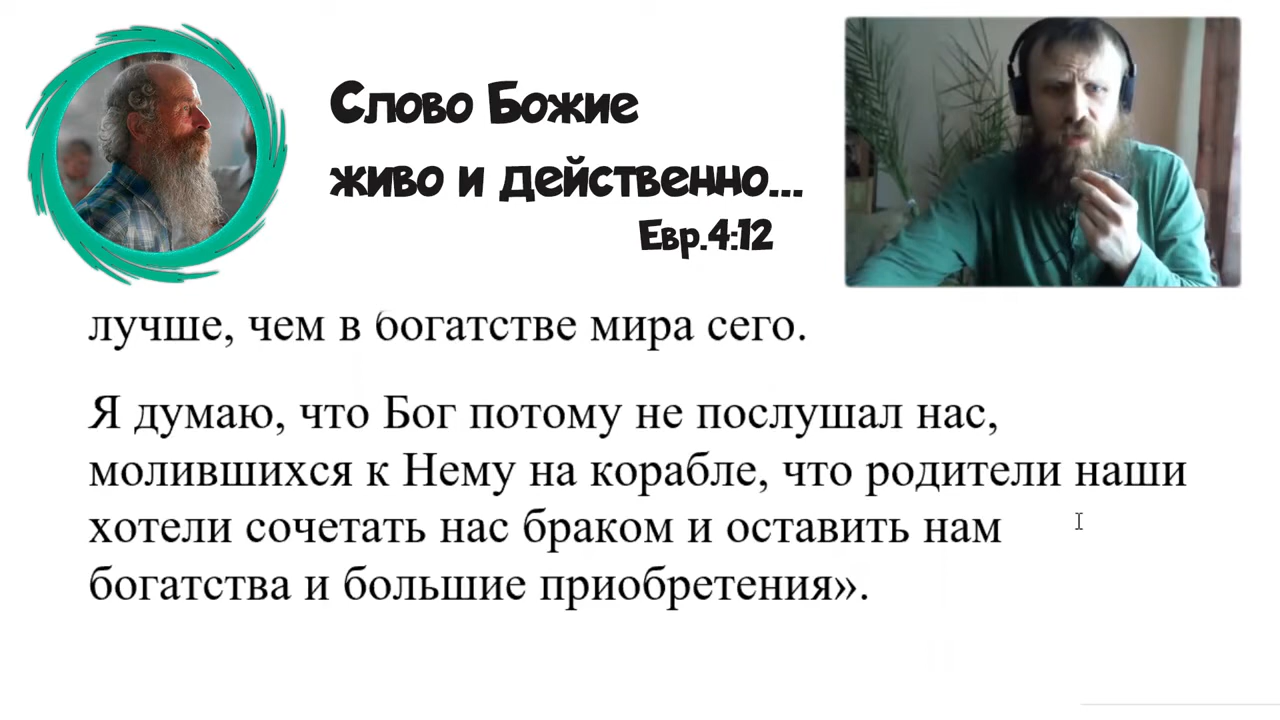 Слово Божие
живо и действенно...
Евр.4:12
лучше, чем в богатстве мира сего.
Я думаю, что Бог потому не послушал нас,
молившихся к Нему на корабле, что родители наши
хотели сочетать нас браком и оставить нам
богатства и большие приобретения».